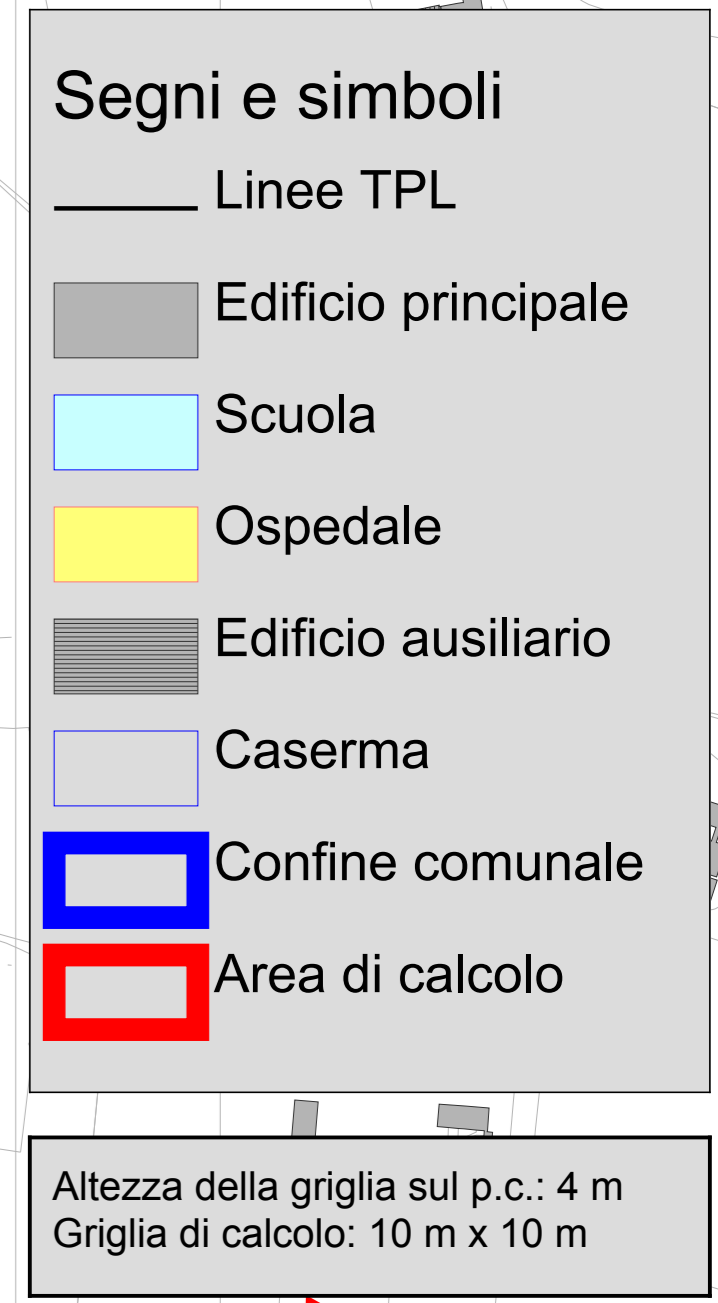 Segni e simboli
Linee TPL
Edificio principale
Scuola
Ospedale
Edificio ausiliario
Caserma
Confine comunale
Area di calcolo
Altezza della griglia sul p.c.: 4 m
Griglia di calcolo: 10 m x 10 m